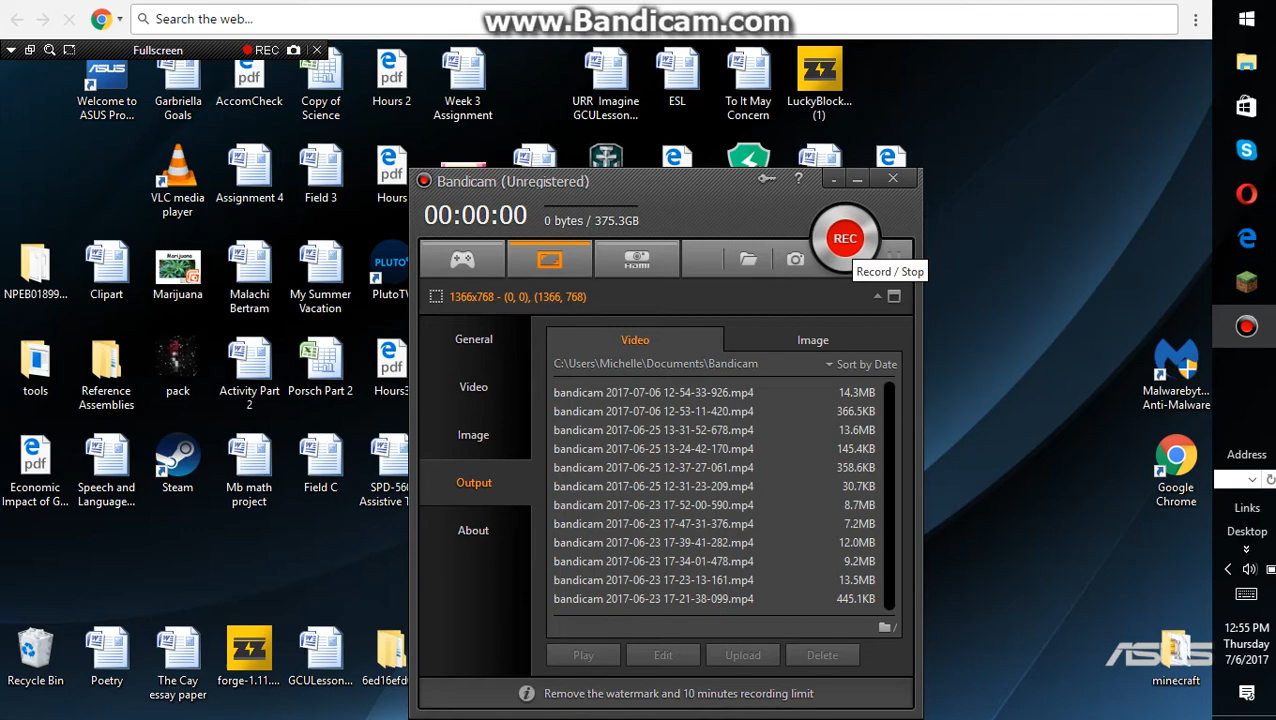 Search the web...
www.Bandicam.com
Fullscreen
REC
Welcome to ASUS Pro...
Garbriella Goals
AccomCheck
Copy of Science
Hours 2
Week 3 Assignment
URR Imagine GCULesson...
ESL
To It May Concern
LuckyBlock... (1)
VLC media player
Assignment 4
Field 3
Hours
NPEB01899...
Clipart
Marijuana
Malachi Bertram
My Summer Vacation
PlutoTV
tools
Reference Assemblies
pack
Activity Part 2
Porsch Part 2
Hours3
Economic Impact of G...
Speech and Language...
Steam
Mb math project
Field C
SPD-560 Assistive T
Recycle Bin
Poetry
The Cay essay paper
forge-1.11....
GCULesson...
6ed16fd
Bandicam (Unregistered)
00:00:00
0 bytes / 375.3GB
REC
Record / Stop
HDMI
1366x768 - (0, 0), (1366, 768)
General
Video
Image
Output
About
Video
Image
C:\Users\Michelle\Documents\Bandicam
Sort by Date
bandicam 2017-07-06 12-54-33-926.mp4 14.3MB
bandicam 2017-07-06 12-53-11-420.mp4 366.5KB
bandicam 2017-06-25 13-31-52-678.mp4 13.6MB
bandicam 2017-06-25 13-24-42-170.mp4 145.4KB
bandicam 2017-06-25 12-37-27-061.mp4 358.6KB
bandicam 2017-06-25 12-31-23-209.mp4 30.7KB
bandicam 2017-06-23 17-52-00-590.mp4 8.7MB
bandicam 2017-06-23 17-47-31-376.mp4 7.2MB
bandicam 2017-06-23 17-39-41-282.mp4 12.0MB
bandicam 2017-06-23 17-34-01-478.mp4 9.2MB
bandicam 2017-06-23 17-23-13-161.mp4 13.5MB
bandicam 2017-06-23 17-21-38-099.mp4 445.1KB
Play
Edit
Upload
Delete
Remove the watermark and 10 minutes recording limit
Malwareby... Anti-Malware
Google Chrome
ASUS
minecraft
Address
Links
Desktop
12:55 PM
Thursday
7/6/2017